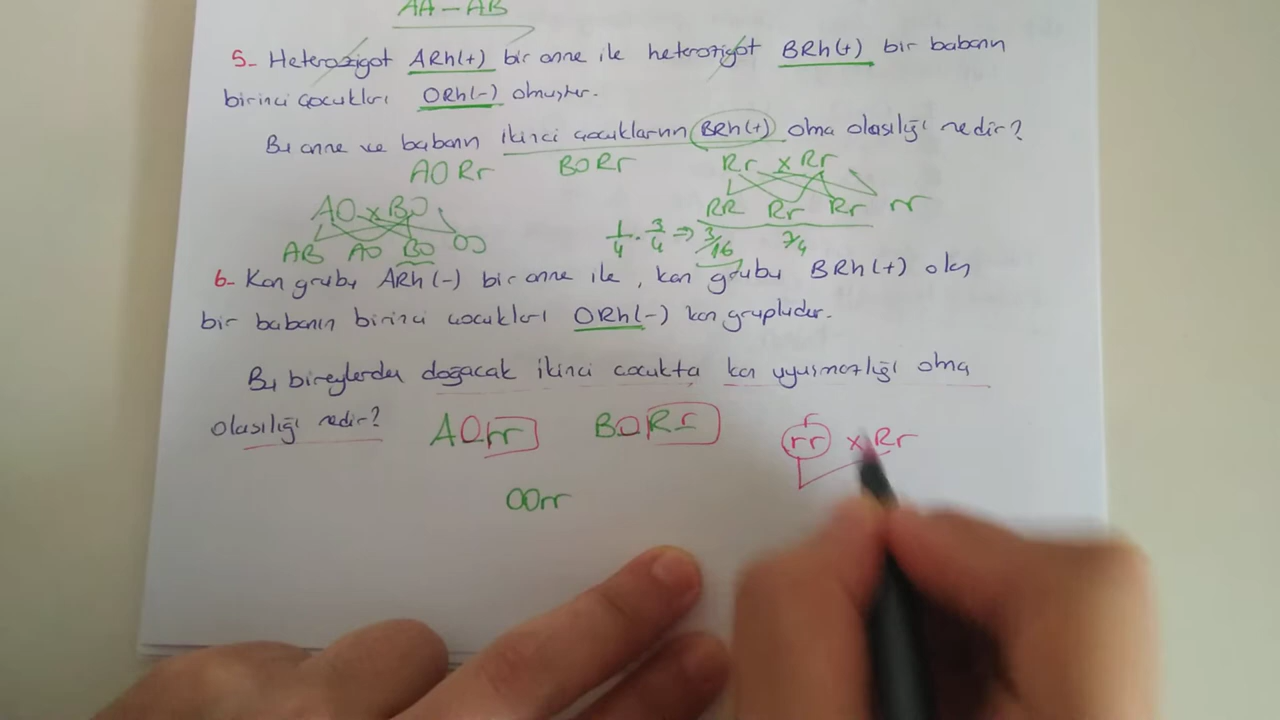 AA - AB
5- Heterozigot ARh(+) bir anne ile heterozigot BRh(+) bir babanın
birinci çocukları ORh(-) olmuştur.
Bu anne ve babanın ikinci çocuklarının BRh(+) olma olasılığı nedir?
AORr BORr Rr x Rr
AO x BO RR Rr Rr rr
AB AO BO OO 1/4 . 3/4 => 3/16 3/4
6- Kan grubu ARh(-) bir anne ile, kan grubu BRh(+) olan
bir babanın birinci çocukları ORh(-) kan grupludur.
Bu bireylerden doğacak ikinci çocukta kan uyuşmazlığı olma
olasılığı nedir? AOrr BORr r rr x Rr
OOrr